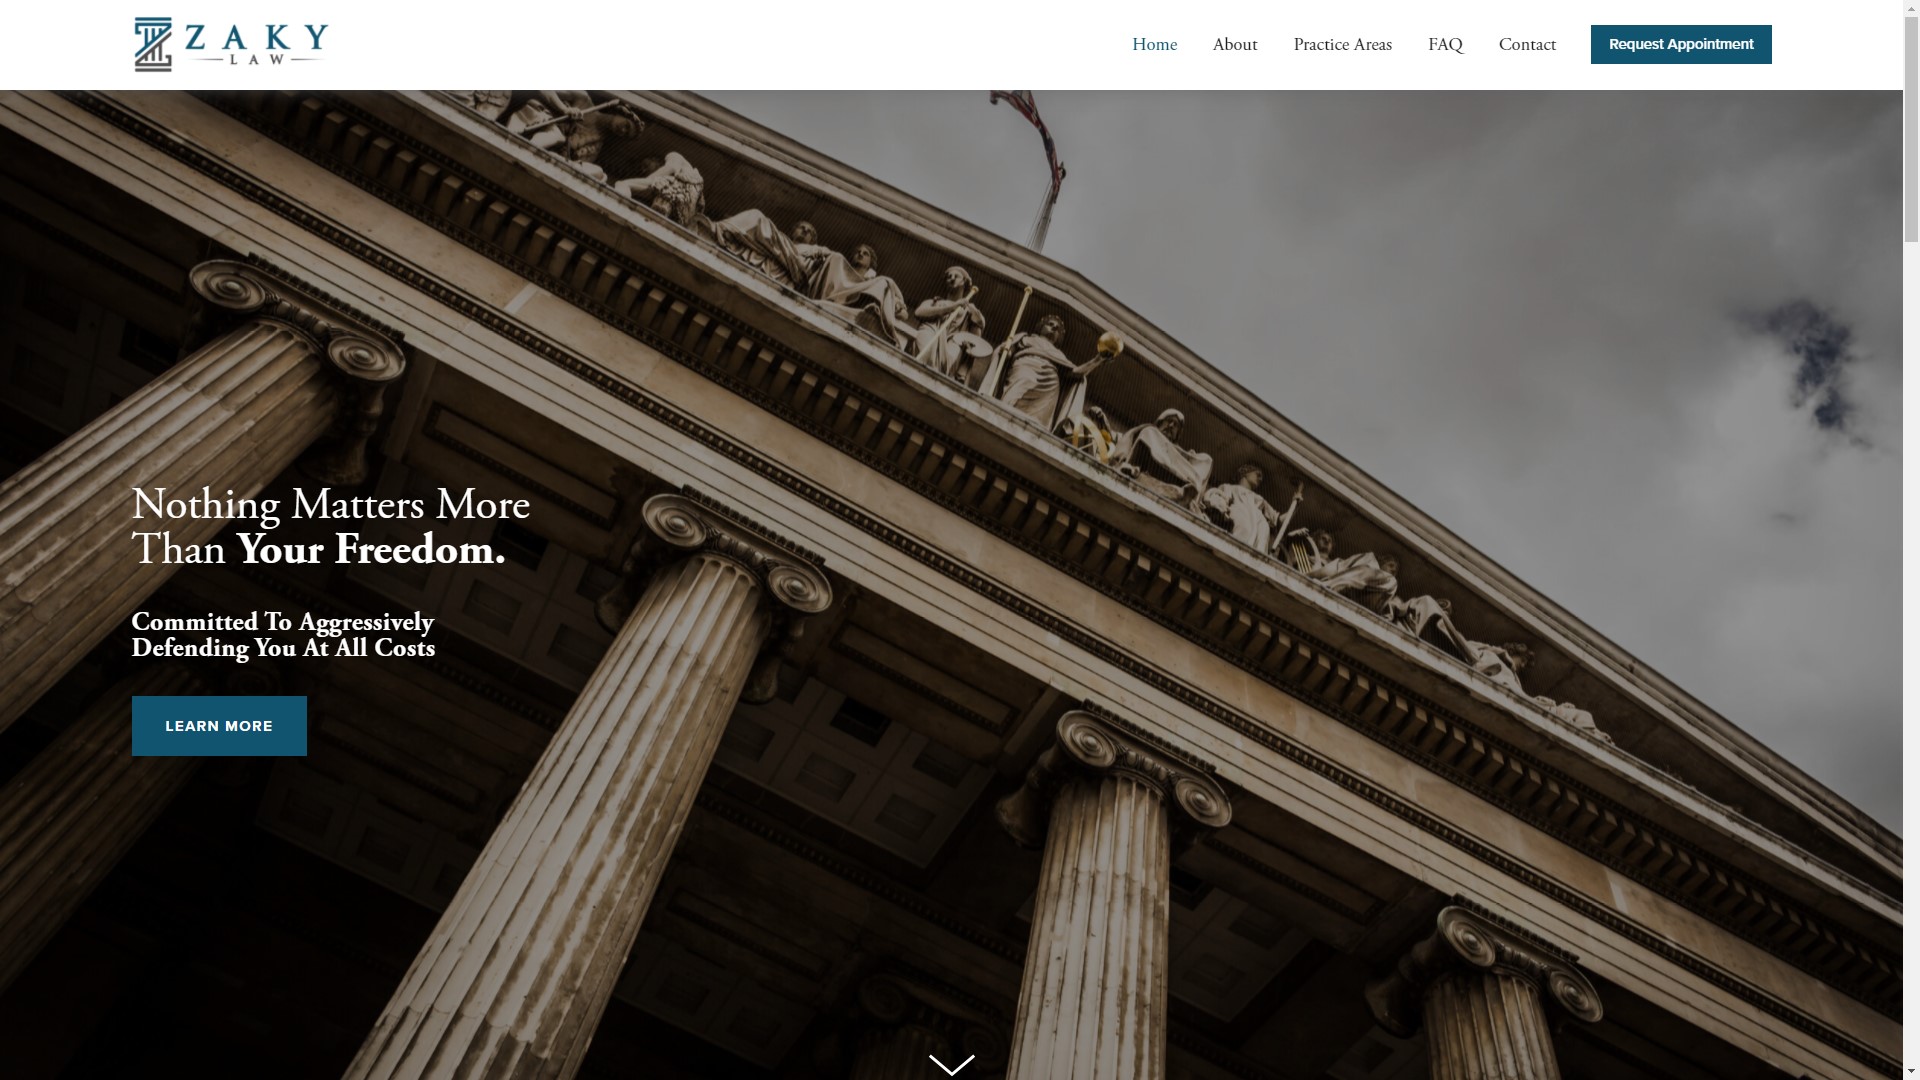 ZAKY
LAW
Home
About
Practice Areas
FAQ
Contact
Request Appointment
Nothing Matters More
Than Your Freedom.
Committed To Aggressively
Defending You At All Costs
LEARN MORE